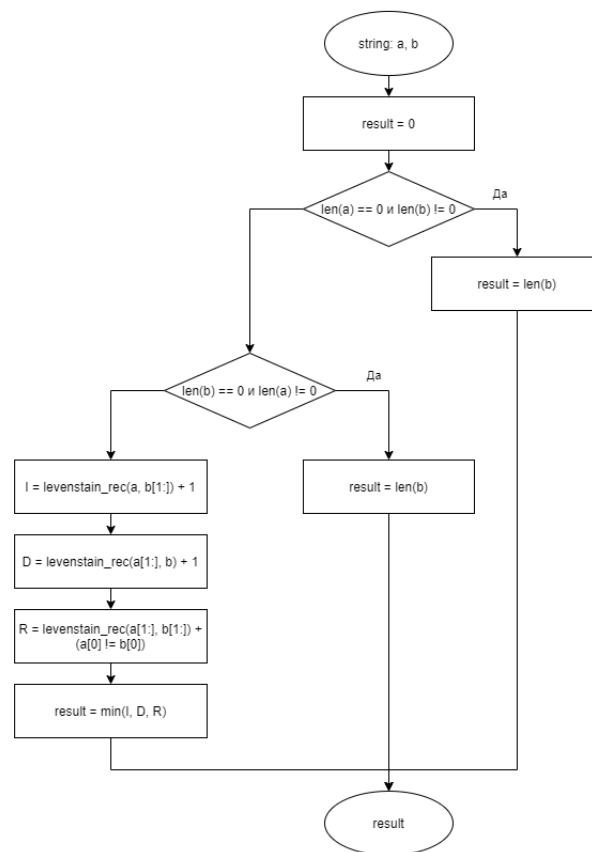 string: a, b
result = 0
len(a) == 0 и len(b) != 0
Да
result = len(b)
len(b) == 0 и len(a) != 0
Да
I = levenstain_rec(a, b[1:]) + 1
result = len(b)
D = levenstain_rec(a[1:], b) + 1
R = levenstain_rec(a[1:], b[1:]) +
(a[0] != b[0])
result = min(I, D, R)
result